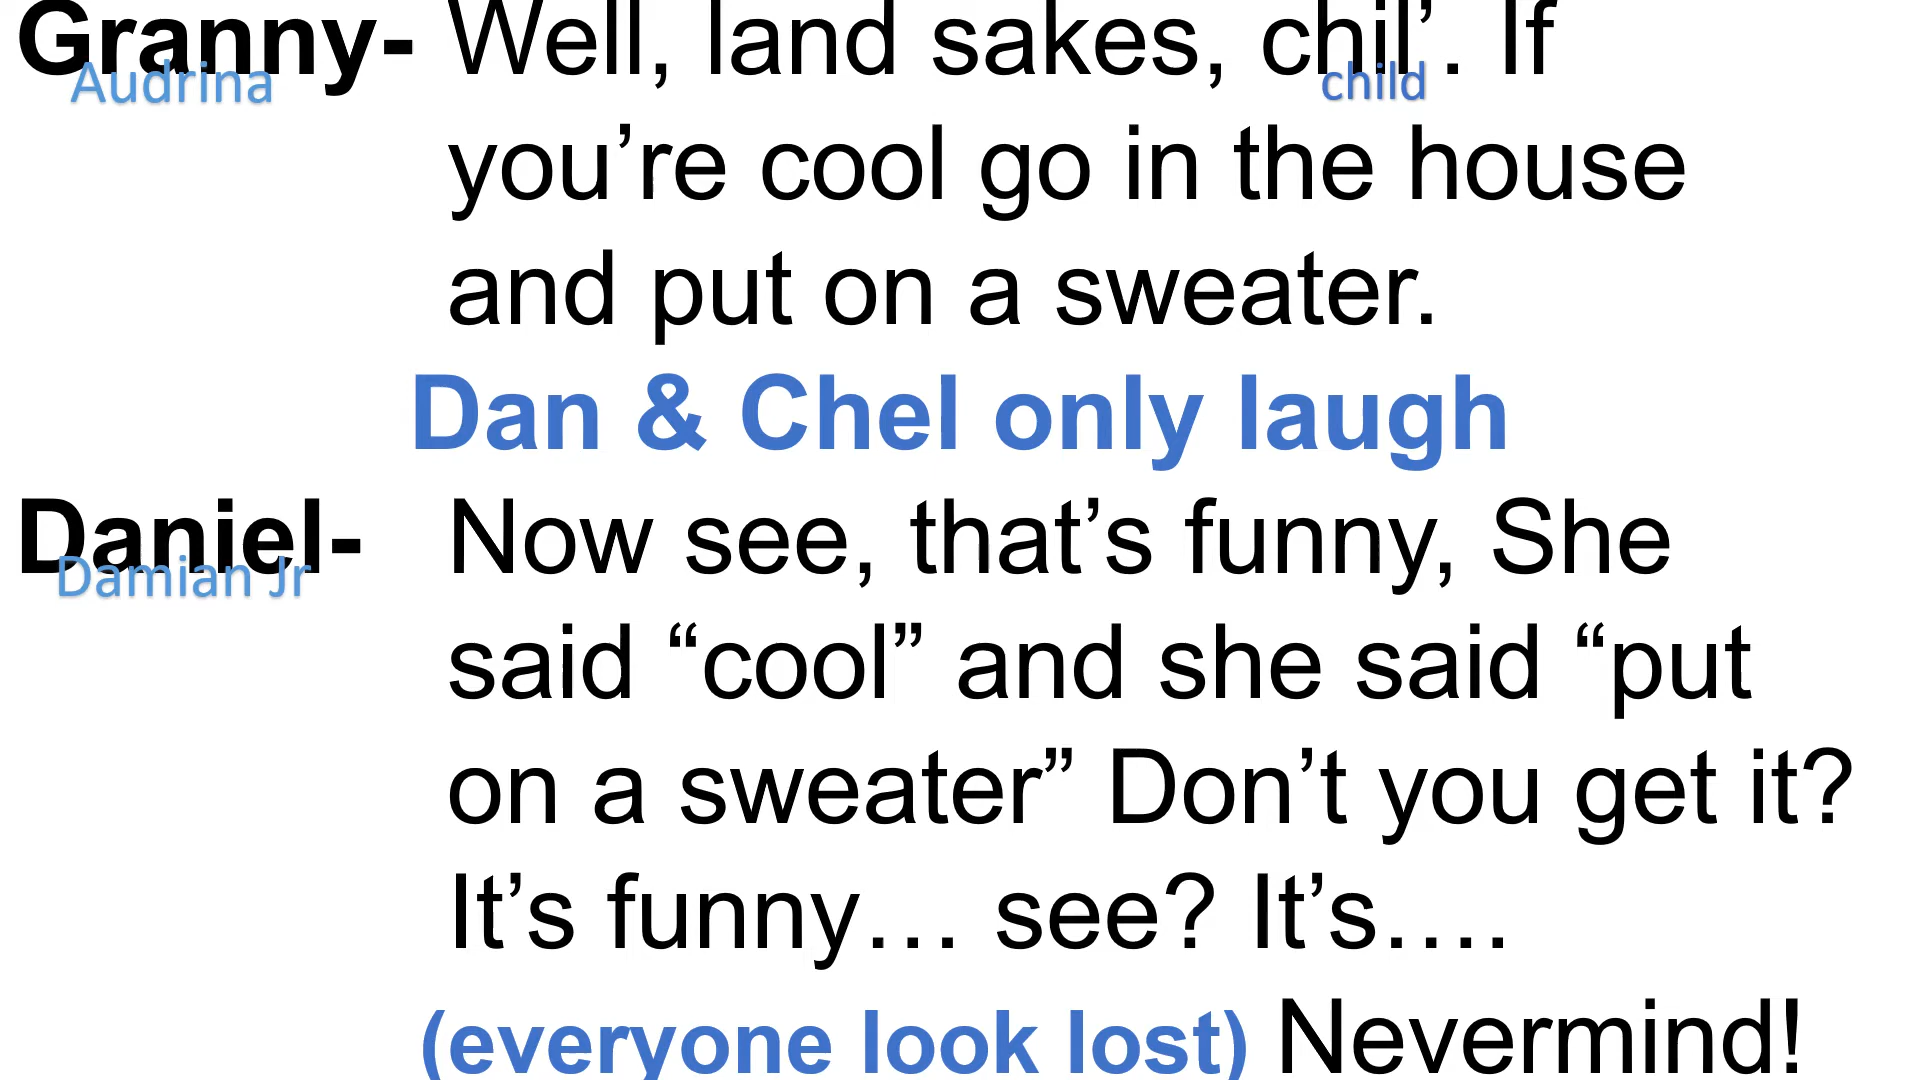 Granny- Well, land sakes, chil’. If
Audrina child
you’re cool go in the house
and put on a sweater.
Dan & Chel only laugh
Daniel- Now see, that’s funny, She
Damian Jr
said “cool” and she said “put
on a sweater” Don’t you get it?
It’s funny… see? It’s….
(everyone look lost) Nevermind!